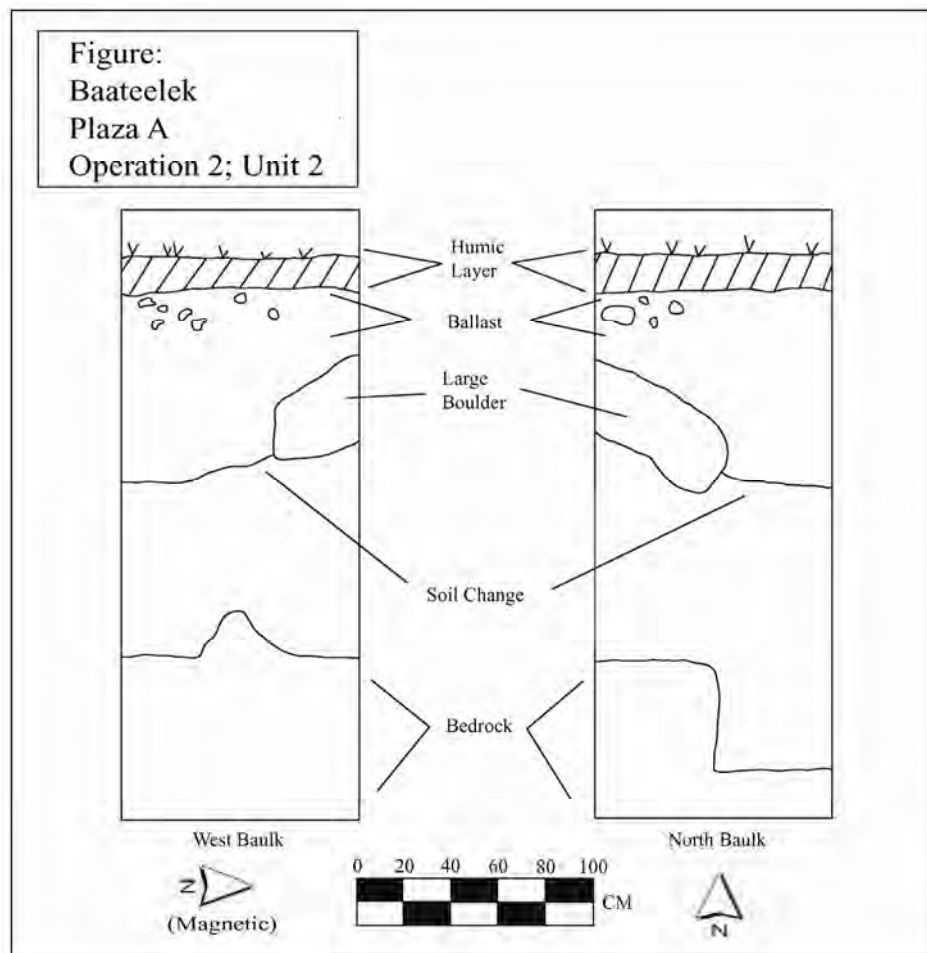 Figure:
Baateelek
Plaza A
Operation 2; Unit 2
Humic
Layer
Ballast
Large
Boulder
Soil Change
Bedrock
West Baulk
North Baulk
N
(Magnetic)
0 20 40 60 80 100
CM
N